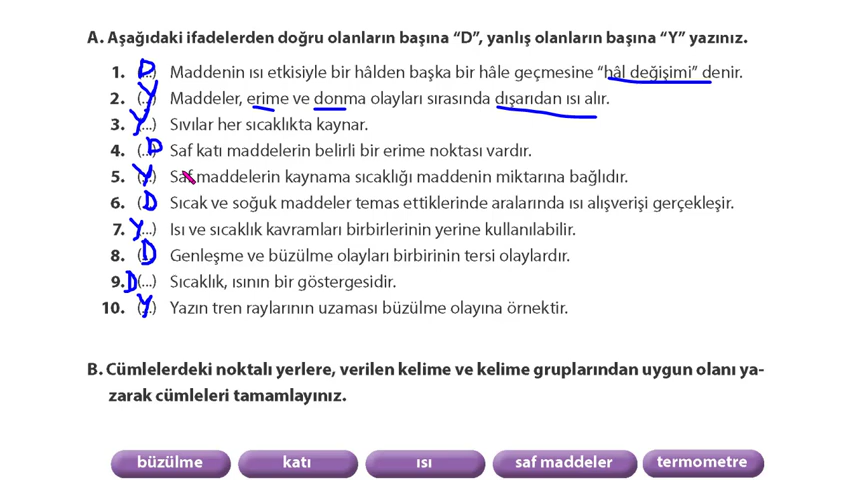 A. Aşağıdaki ifadelerden doğru olanların başına “D”, yanlış olanların başına “Y” yazınız.
1. (...) D Maddenin ısı etkisiyle bir hâlden başka bir hâle geçmesine “hâl değişimi” denir.
2. (...) Y Maddeler, erime ve donma olayları sırasında dışarıdan ısı alır.
3. (...) Y Sıvılar her sıcaklıkta kaynar.
4. (...) D Saf katı maddelerin belirli bir erime noktası vardır.
5. (...) Y Saf maddelerin kaynama sıcaklığı maddenin miktarına bağlıdır.
6. (...) D Sıcak ve soğuk maddeler temas ettiklerinde aralarında ısı alışverişi gerçekleşir.
7. (...) Y Isı ve sıcaklık kavramları birbirlerinin yerine kullanılabilir.
8. (...) D Genleşme ve büzülme olayları birbirinin tersi olaylardır.
9. D (...) Sıcaklık, ısının bir göstergesidir.
10. (...) Y Yazın tren raylarının uzaması büzülme olayına örnektir.
B. Cümlelerdeki noktalı yerlere, verilen kelime ve kelime gruplarından uygun olanı ya-
zarak cümleleri tamamlayınız.
büzülme katı ısı saf maddeler termometre